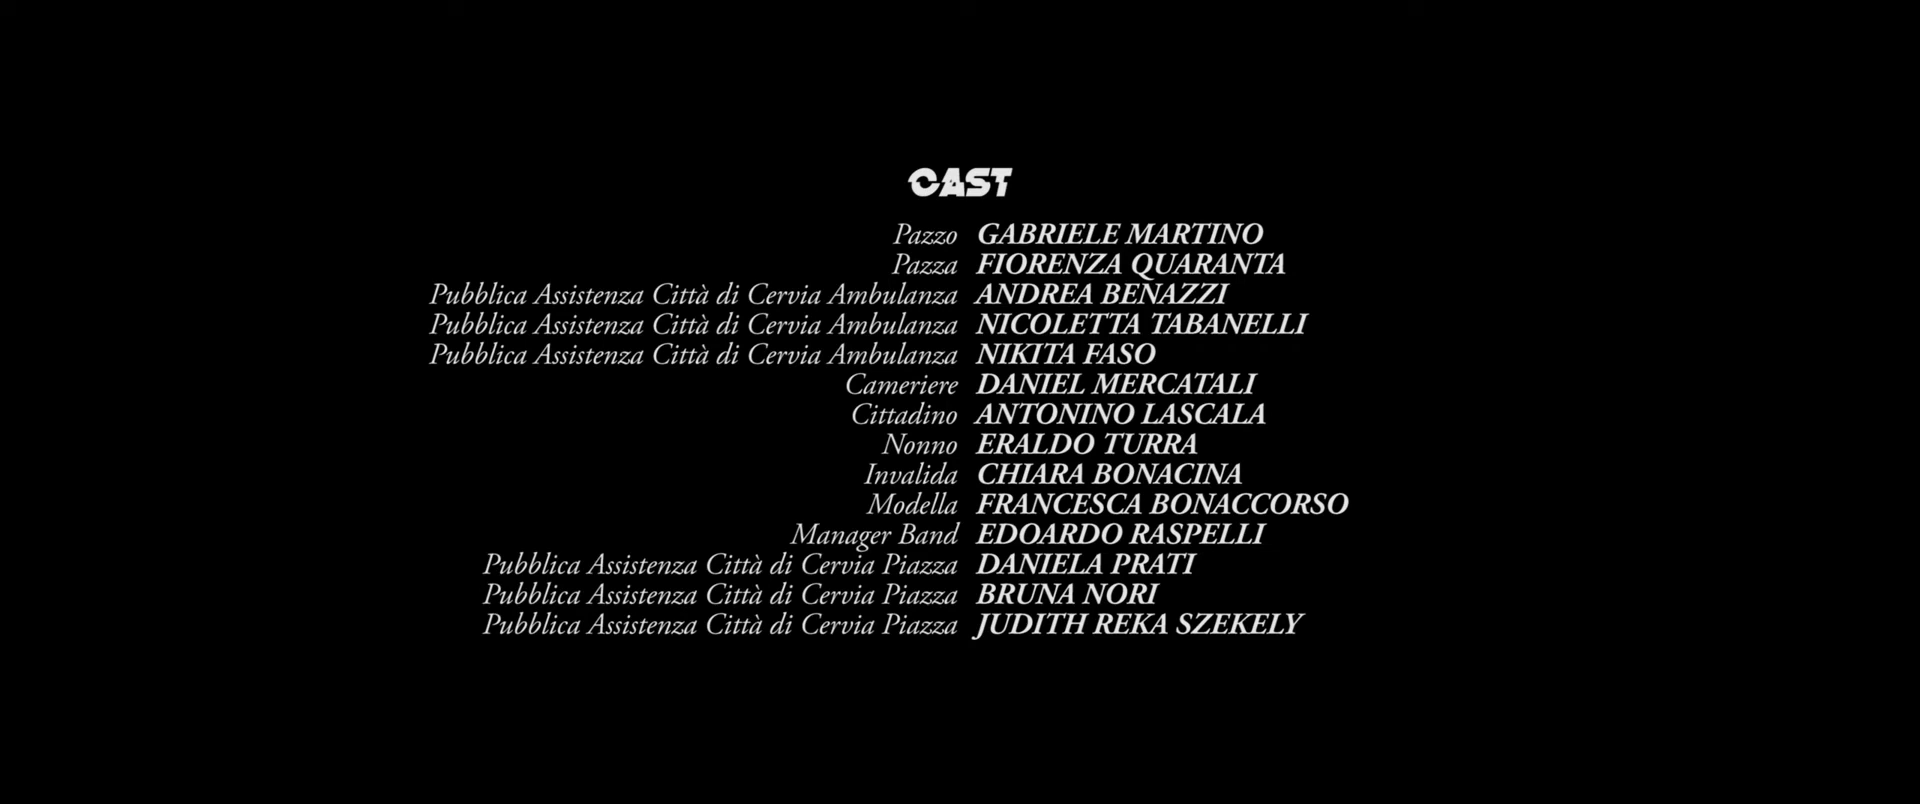 CAST
Pazzo GABRIELE MARTINO
Pazza FIORENZA QUARANTA
Pubblica Assistenza Città di Cervia Ambulanza ANDREA BENAZZI
Pubblica Assistenza Città di Cervia Ambulanza NICOLETTA TABANELLI
Pubblica Assistenza Città di Cervia Ambulanza NIKITA FASO
Cameriere DANIEL MERCATALI
Cittadino ANTONINO LASCALA
Nonno ERALDO TURRA
Invalida CHIARA BONACINA
Modella FRANCESCA BONACCORSO
Manager Band EDOARDO RASPELLI
Pubblica Assistenza Città di Cervia Piazza DANIELA PRATI
Pubblica Assistenza Città di Cervia Piazza BRUNA NORI
Pubblica Assistenza Città di Cervia Piazza JUDITH REKA SZEKELY